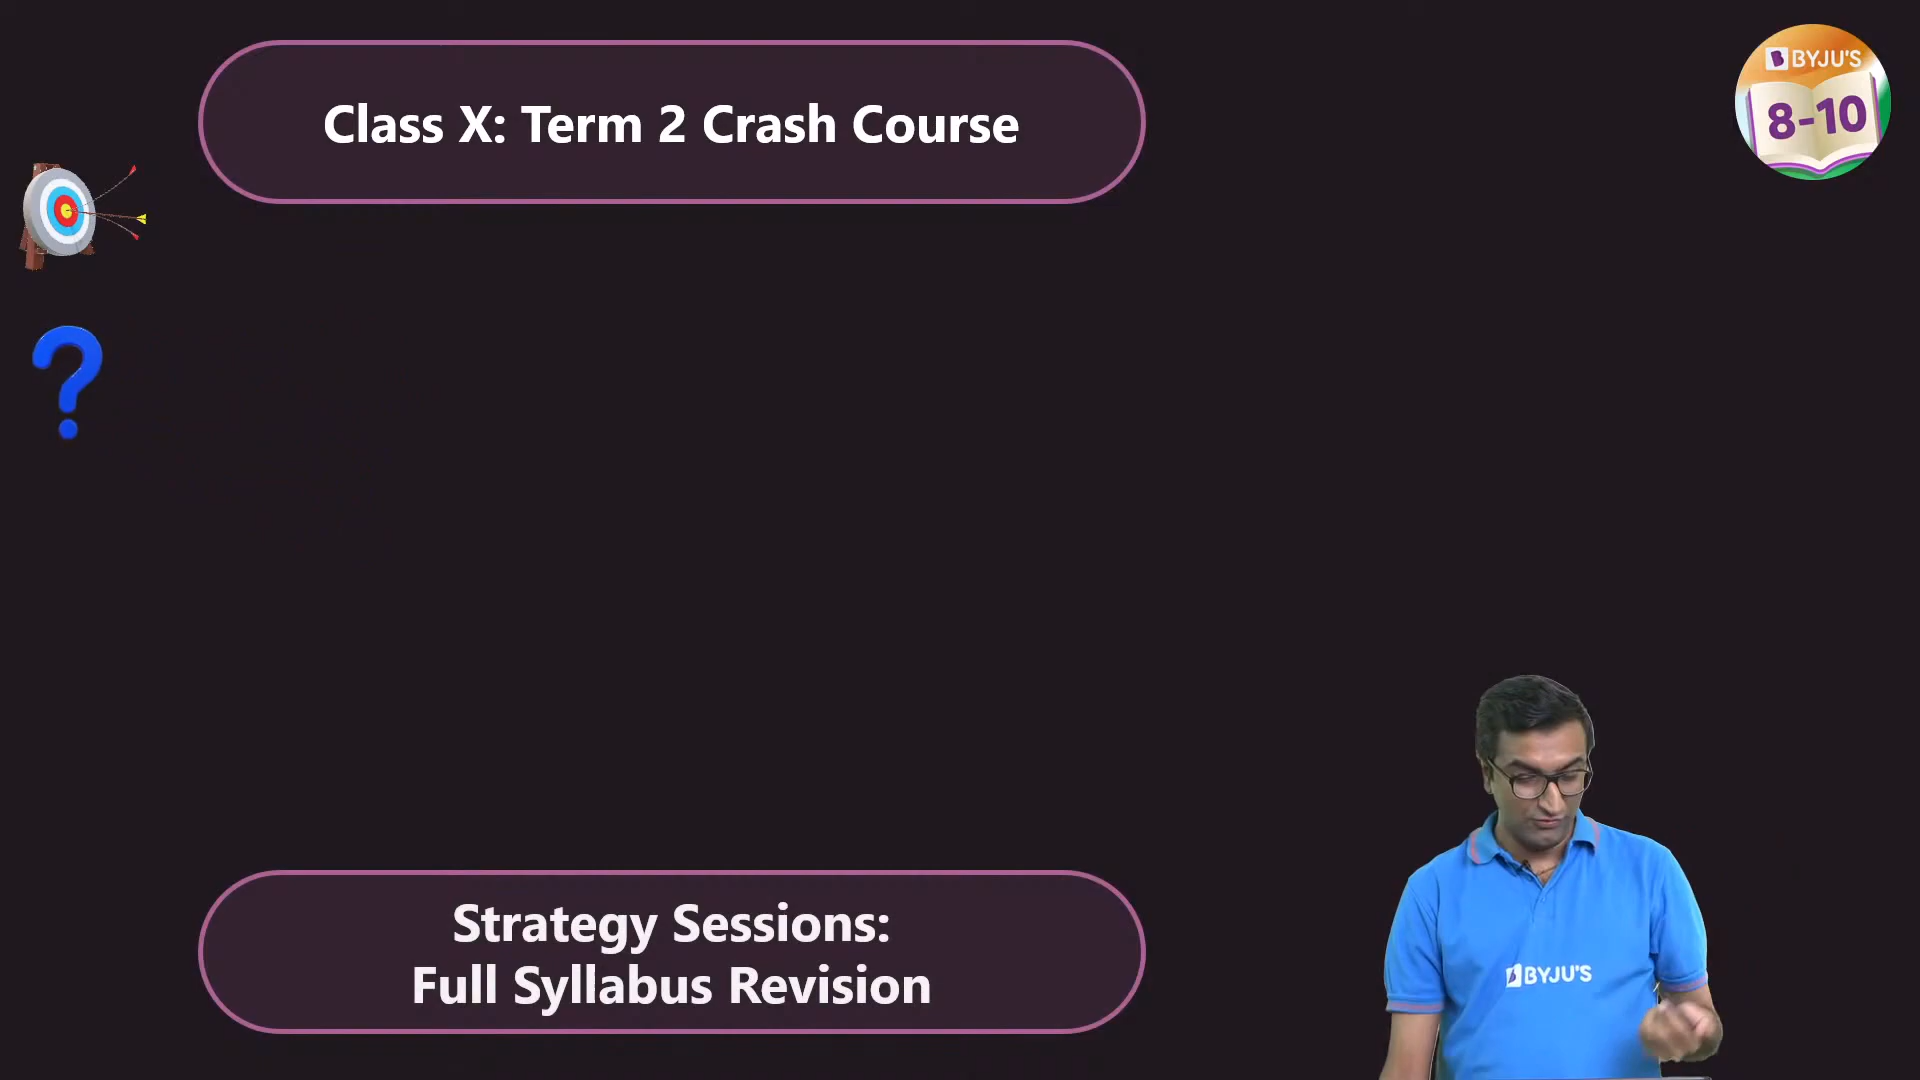 Class X: Term 2 Crash Course
BYJU'S
8-10
Strategy Sessions:
Full Syllabus Revision
BYJU'S